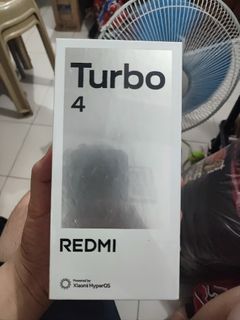 Turbo
4
REDMI
Powered by
Xiaomi HyperOS